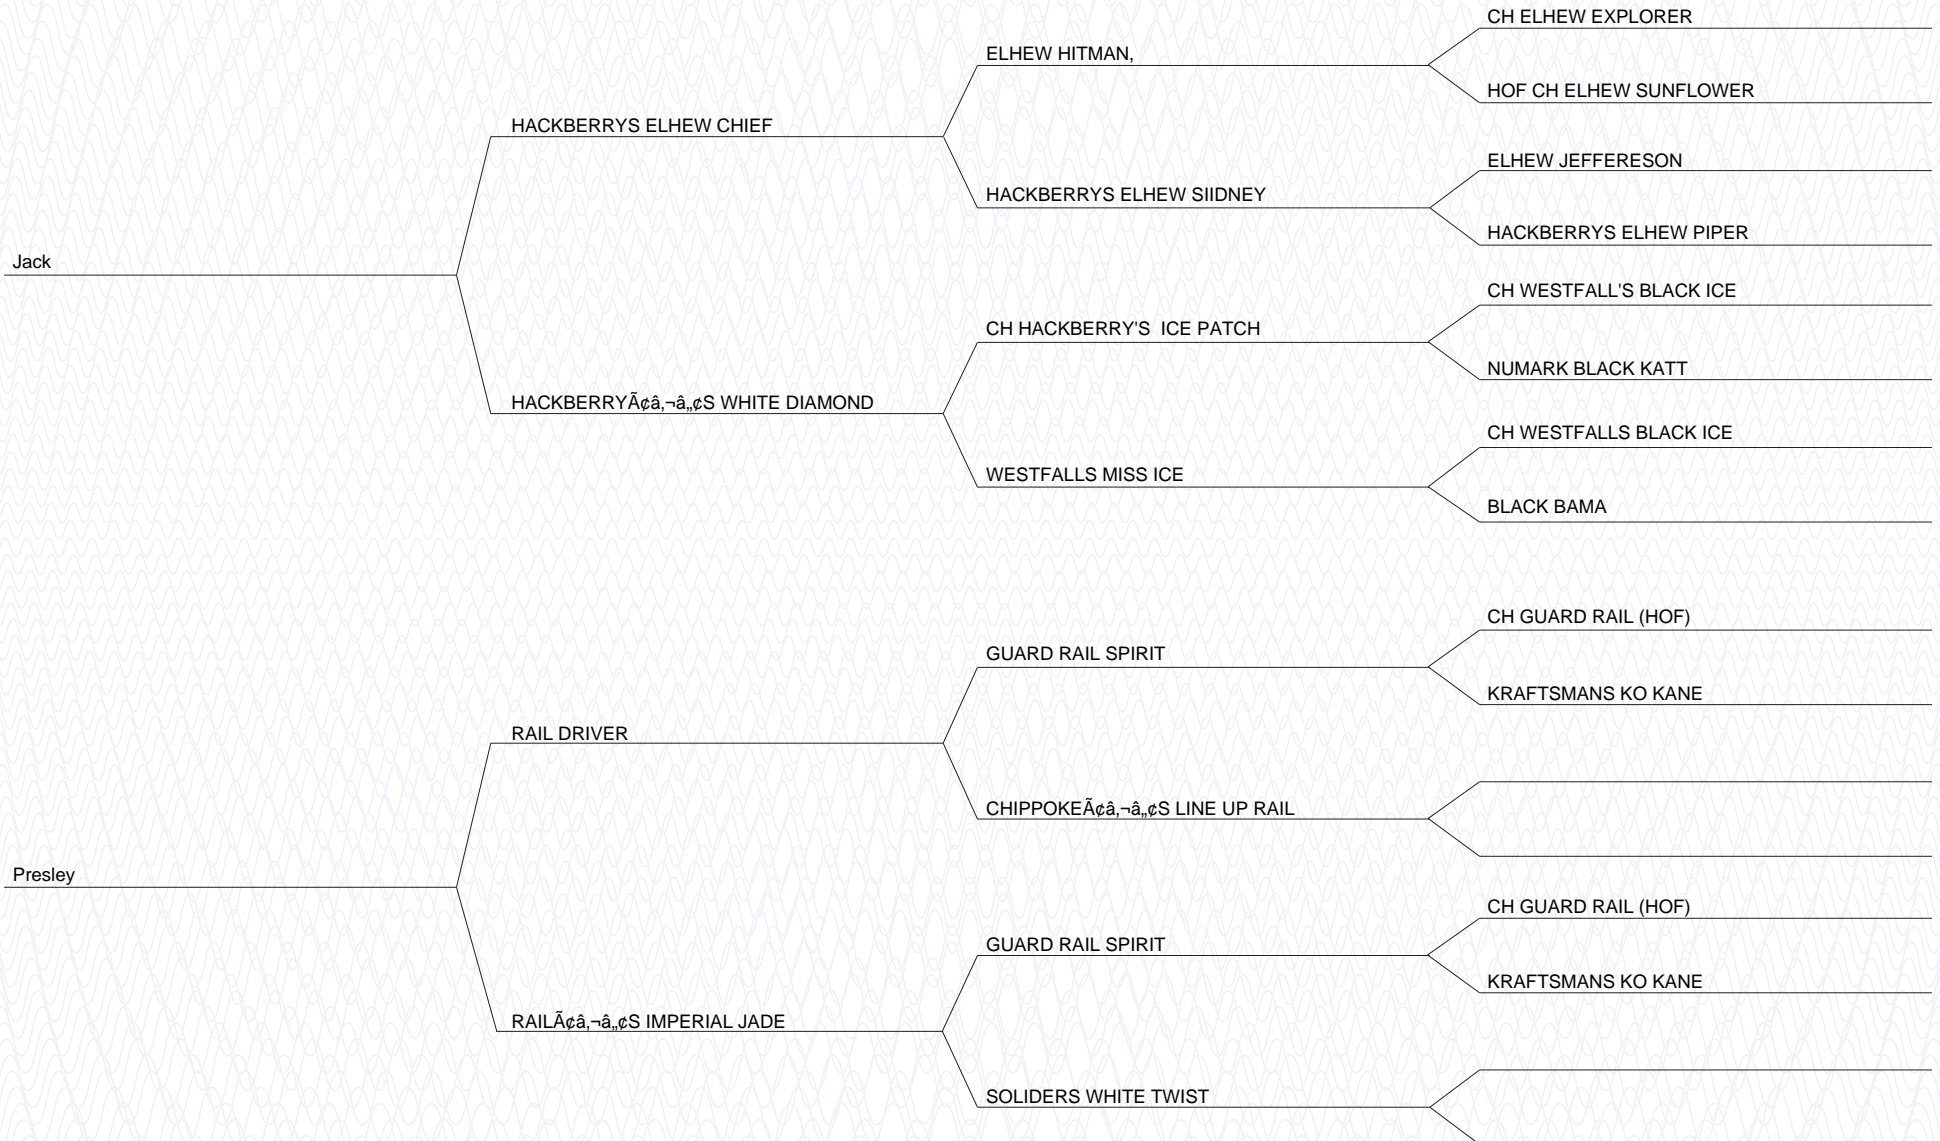 CH ELHEW EXPLORER
ELHEW HITMAN,
HOF CH ELHEW SUNFLOWER
HACKBERRYS ELHEW CHIEF
ELHEW JEFFERESON
HACKBERRYS ELHEW SIIDNEY
HACKBERRYS ELHEW PIPER
Jack
CH WESTFALL'S BLACK ICE
CH HACKBERRY'S  ICE PATCH
NUMARK BLACK KATT
HACKBERRYÃ¢â‚¬â„¢S WHITE DIAMOND
CH WESTFALLS BLACK ICE
WESTFALLS MISS ICE
BLACK BAMA
CH GUARD RAIL (HOF)
GUARD RAIL SPIRIT
KRAFTSMANS KO KANE
RAIL DRIVER
CHIPPOKEÃ¢â‚¬â„¢S LINE UP RAIL
Presley
CH GUARD RAIL (HOF)
GUARD RAIL SPIRIT
KRAFTSMANS KO KANE
RAILÃ¢â‚¬â„¢S IMPERIAL JADE
SOLIDERS WHITE TWIST